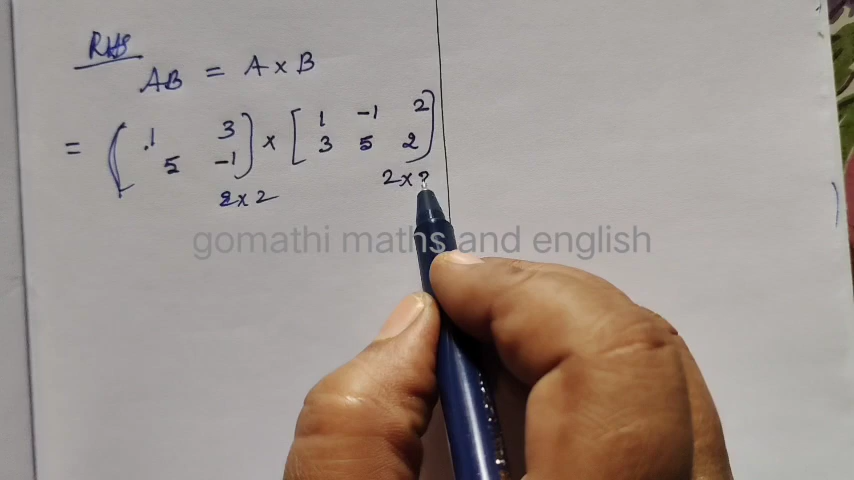 RHS
AB = A × B
= ( 1 3 ] × [ 1 -1 2 )
5 -1 3 5 2
2×2 2×3
gomathi maths and english